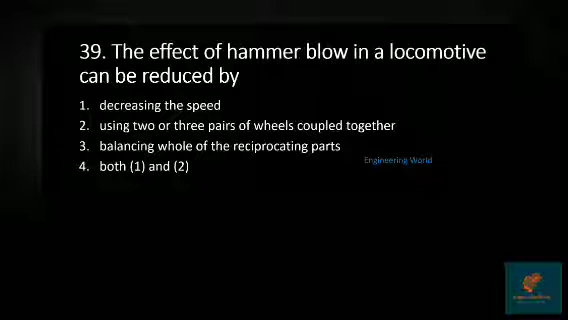 39. The effect of hammer blow in a locomotive
can be reduced by
1. decreasing the speed
2. using two or three pairs of wheels coupled together
3. balancing whole of the reciprocating parts
4. both (1) and (2)
Engineering World